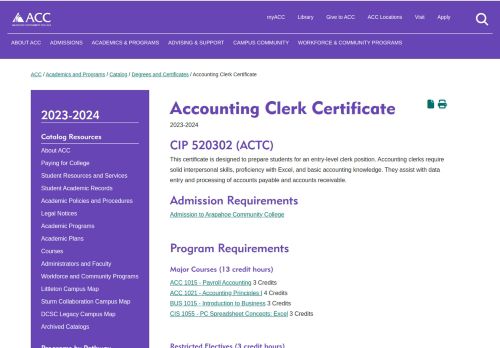 ACC
myACC Library Give to ACC ACC Locations Visit Apply
ABOUT ACC ADMISSIONS ACADEMICS & PROGRAMS ADVISING & SUPPORT CAMPUS COMMUNITY WORKFORCE & COMMUNITY PROGRAMS
ACC / Academics and Programs / Catalog / Degrees and Certificates / Accounting Clerk Certificate
2023-2024
Catalog Resources
About ACC
Paying for College
Student Resources and Services
Student Academic Records
Academic Policies and Procedures
Legal Notices
Academic Programs
Academic Plans
Courses
Administrators and Faculty
Workforce and Community Programs
Littleton Campus Map
Sturm Collaboration Campus Map
DCSC Legacy Campus Map
Archived Catalogs
Programs by Pathway
Accounting Clerk Certificate
2023-2024
CIP 520302 (ACTC)
This certificate is designed to prepare students for an entry-level clerk position. Accounting clerks require
solid interpersonal skills, proficiency with Excel, and basic accounting knowledge. They assist with data
entry and processing of accounts payable and accounts receivable.
Admission Requirements
Admission to Arapahoe Community College
Program Requirements
Major Courses (13 credit hours)
ACC 1015 - Payroll Accounting 3 Credits
ACC 1021 - Accounting Principles I 4 Credits
BUS 1015 - Introduction to Business 3 Credits
CIS 1055 - PC Spreadsheet Concepts: Excel 3 Credits
Restricted Electives (3 credit hours)